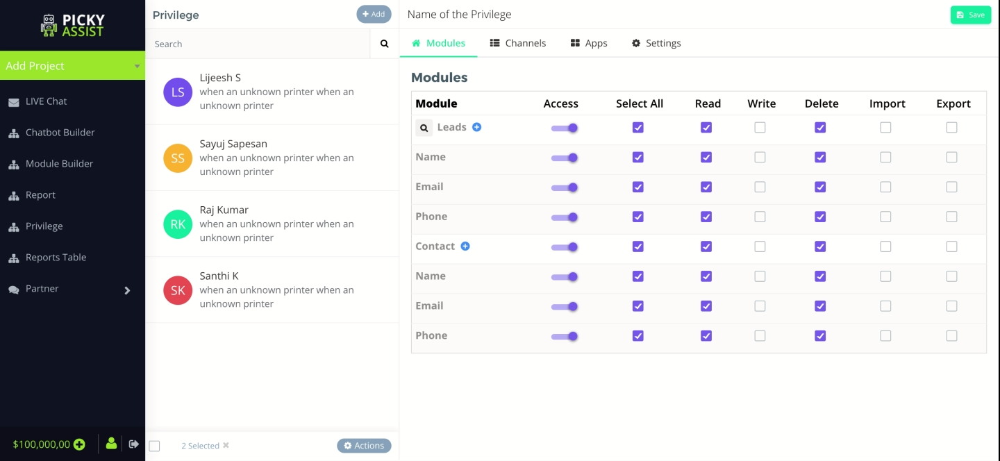 PICKY
ASSIST
Add Project
LIVE Chat
Chatbot Builder
Module Builder
Report
Privilege
Reports Table
Partner
$100,000,00
Privilege
Add
Search
LS
Lijeesh S
when an unknown printer when an
unknown printer
SS
Sayuj Sapesan
when an unknown printer when an
unknown printer
RK
Raj Kumar
when an unknown printer when an
unknown printer
SK
Santhi K
when an unknown printer when an
unknown printer
2 Selected
Actions
Name of the Privilege
Save
Modules Channels Apps Settings
Modules
Module Access Select All Read Write Delete Import Export
Leads
Name
Email
Phone
Contact
Name
Email
Phone